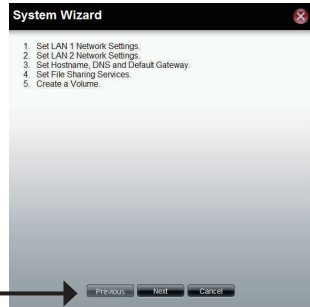 System Wizard
1. Set LAN 1 Network Settings.
2. Set LAN 2 Network Settings.
3. Set Hostname, DNS and Default Gateway.
4. Set File Sharing Services.
5. Create a Volume.
Previous Next Cancel